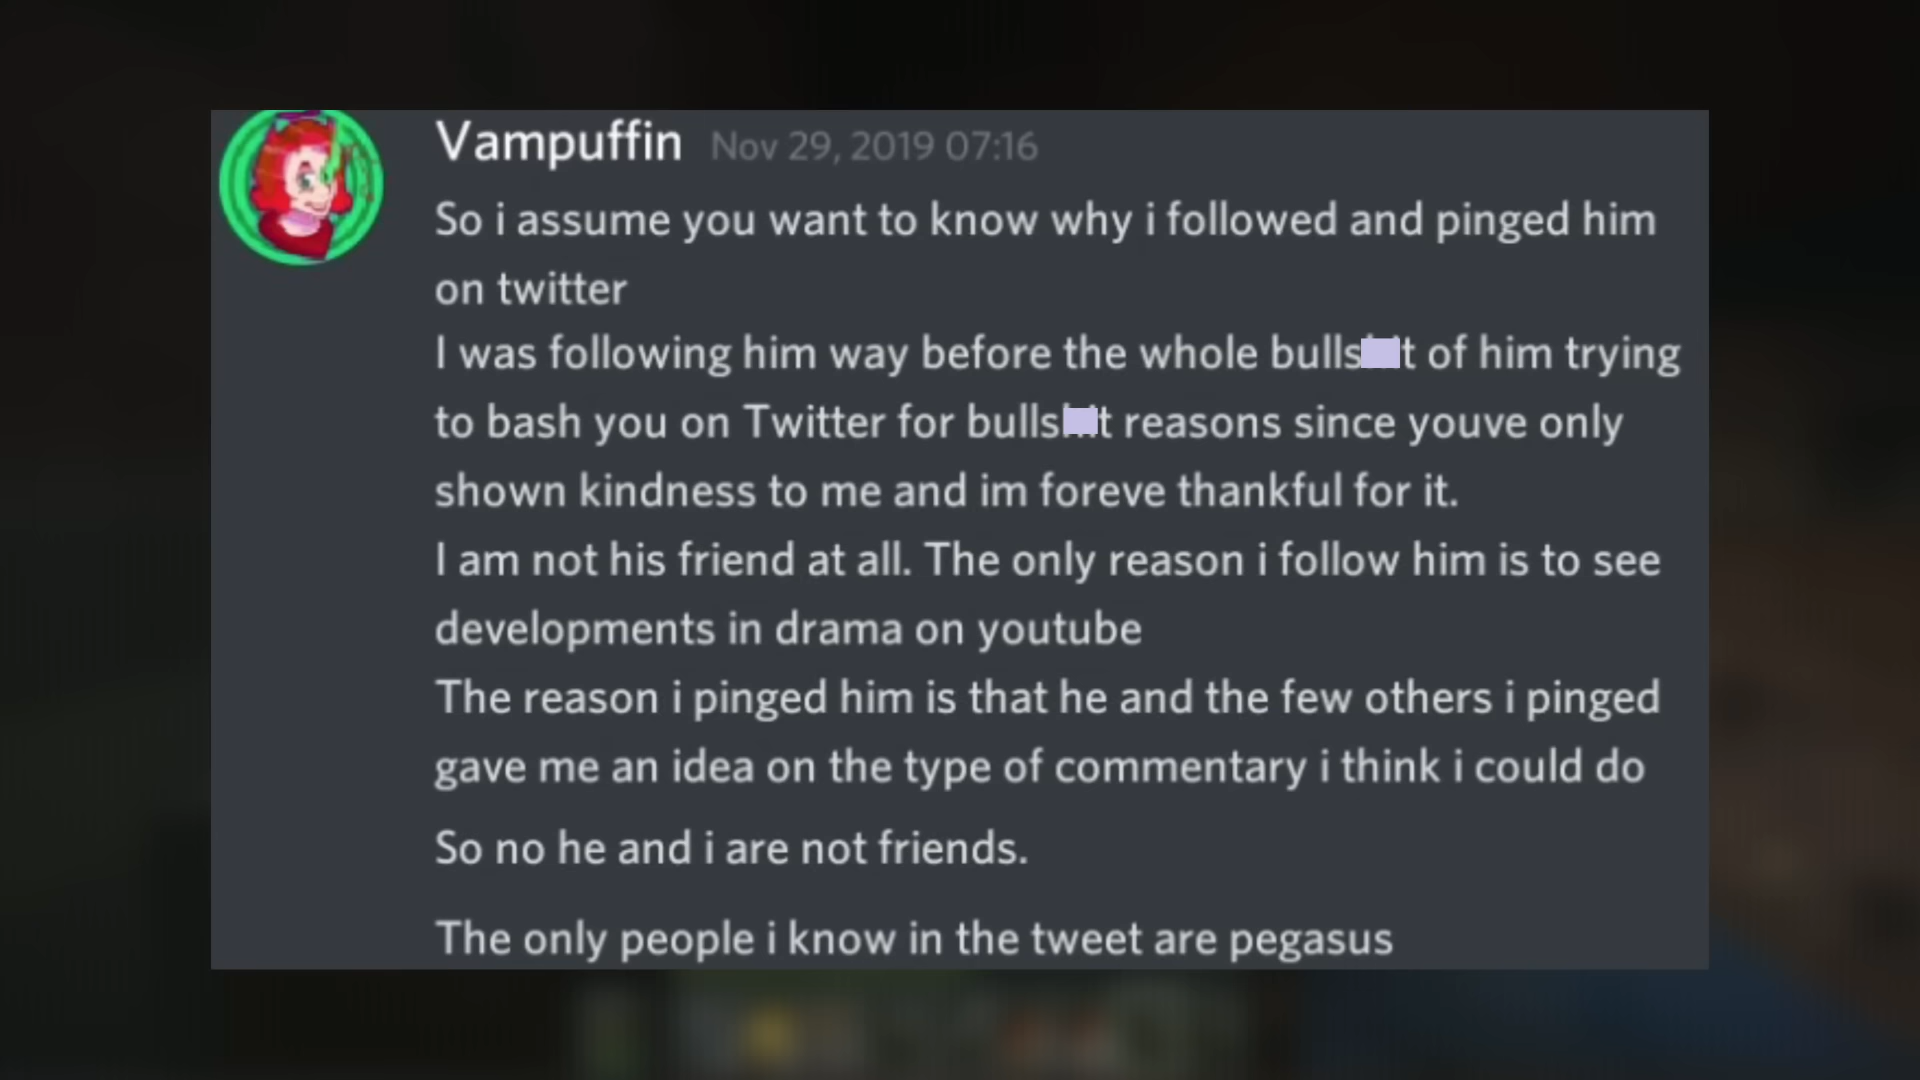 Vampuffin Nov 29, 2019 07:16
So i assume you want to know why i followed and pinged him
on twitter
I was following him way before the whole bulls t of him trying
to bash you on Twitter for bulls t reasons since youve only
shown kindness to me and im foreve thankful for it.
I am not his friend at all. The only reason i follow him is to see
developments in drama on youtube
The reason i pinged him is that he and the few others i pinged
gave me an idea on the type of commentary i think i could do
So no he and i are not friends.
The only people i know in the tweet are pegasus